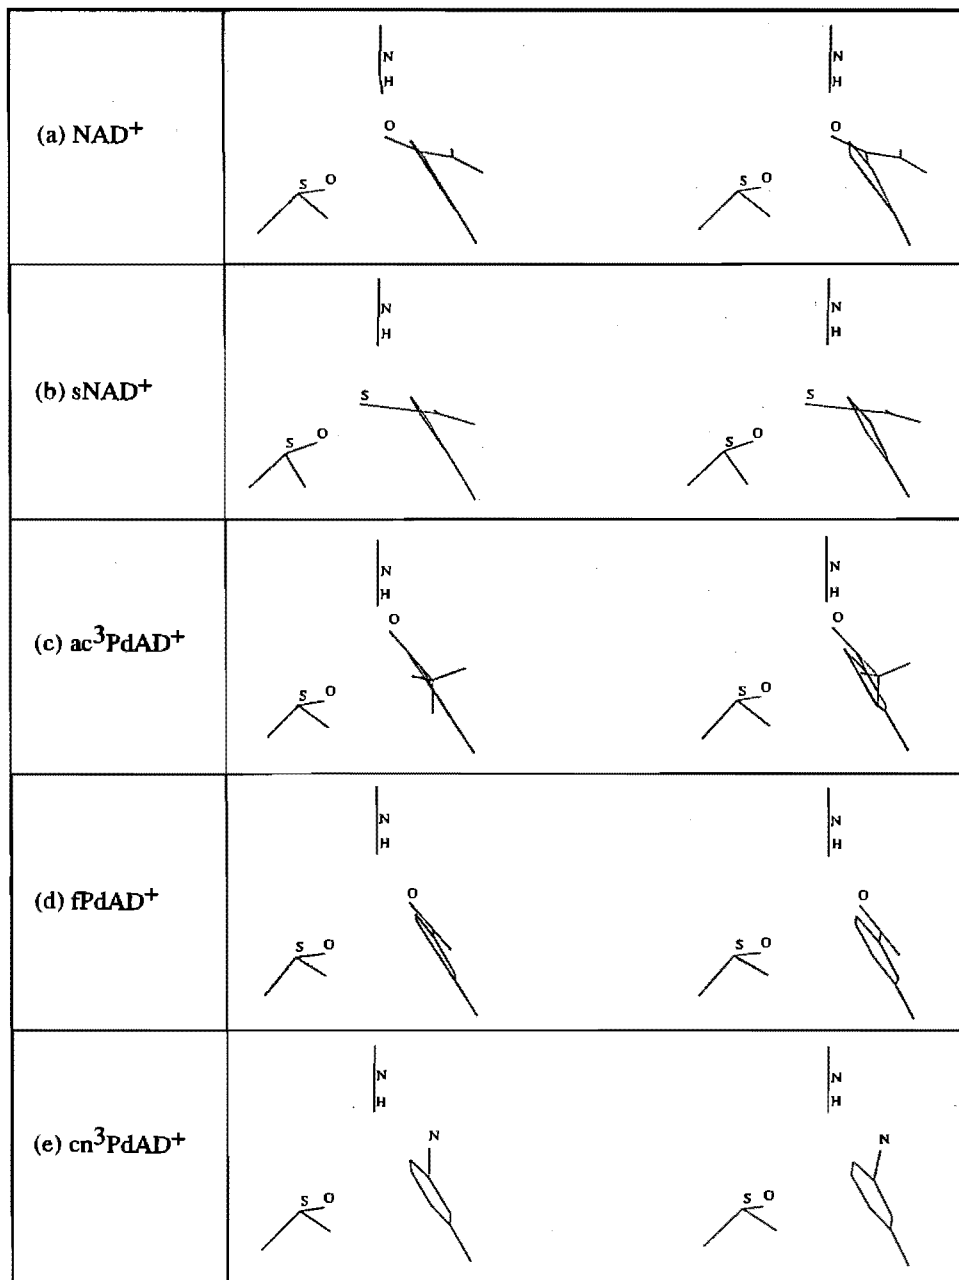 N N
H H
O O
(a) NAD⁺
S O S O
N N
H H
(b) sNAD⁺
S S
S O S O
N N
H H
O O
(c) ac³PdAD⁺
S O S O
N N
H H
(d) fPdAD⁺
O O
S O S O
N N
H H
N N
(e) cn³PdAD⁺
S O S O